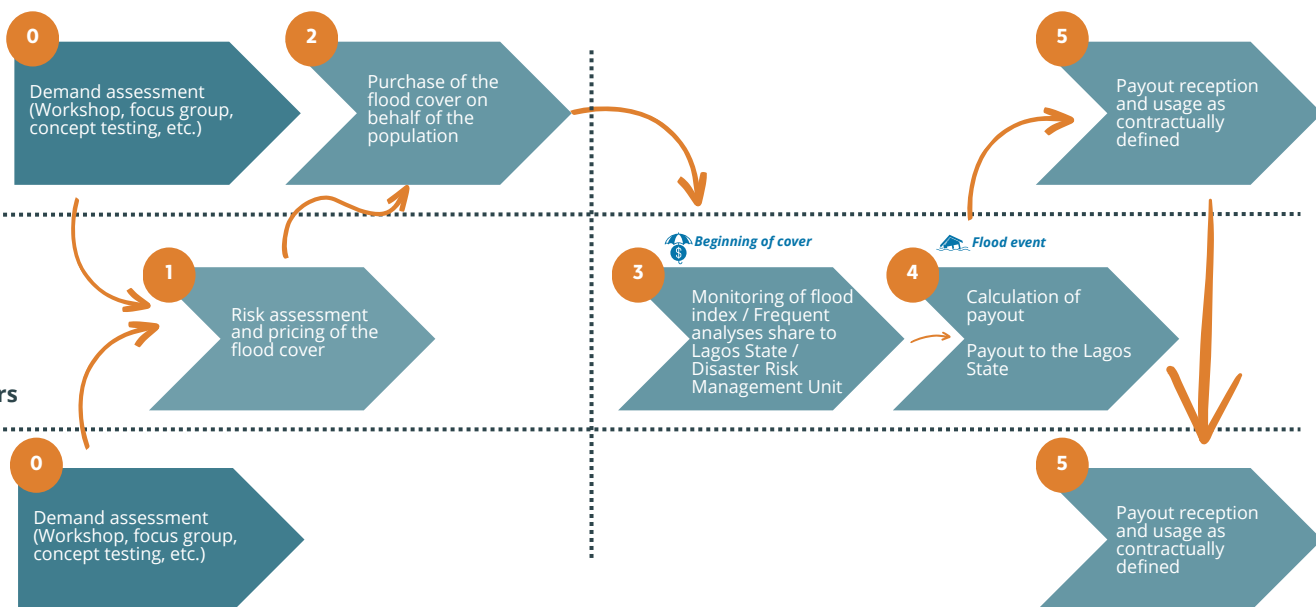 0
Demand assessment
(Workshop, focus group,
concept testing, etc.)
2
Purchase of the
flood cover on
behalf of the
population
5
Payout reception
and usage as
contractually
defined
1
Risk assessment
and pricing of the
flood cover
rs
$
Beginning of cover
3
Monitoring of flood
index / Frequent
analyses share to
Lagos State /
Disaster Risk
Management Unit
Flood event
4
Calculation of
payout
Payout to the Lagos
State
0
Demand assessment
(Workshop, focus group,
concept testing, etc.)
5
Payout reception
and usage as
contractually
defined